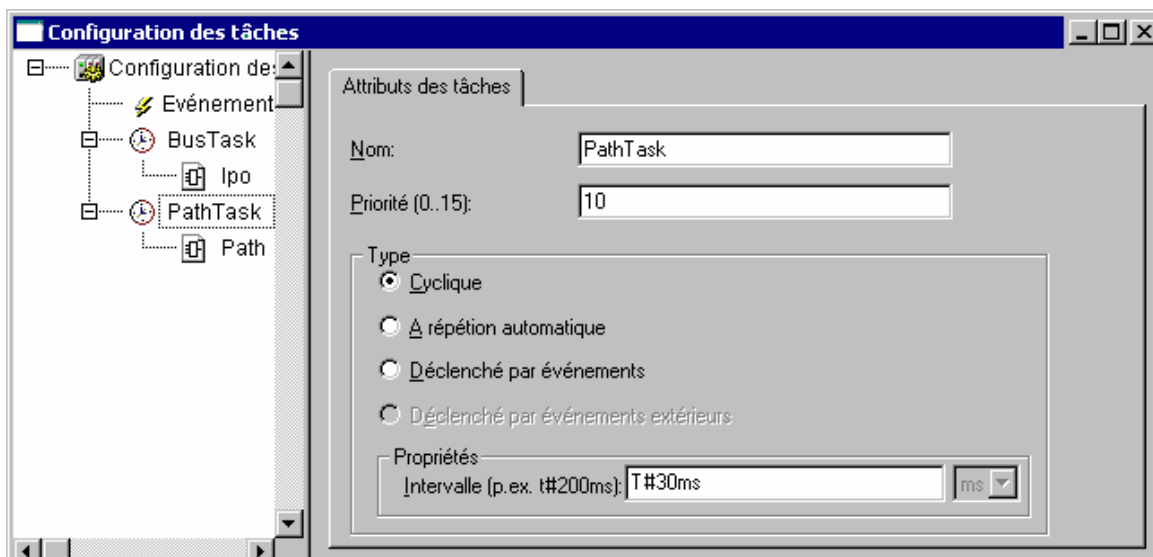 Configuration des tâches
Configuration de
Evénement
BusTask
Ipo
PathTask
Path
Attributs des tâches
Nom: PathTask
Priorité (0..15): 10
Type
Cyclique
A répétion automatique
Déclenché par événements
Déclenché par événements extérieurs
Propriétés
Intervalle (p.ex. t#200ms): T#30ms ms